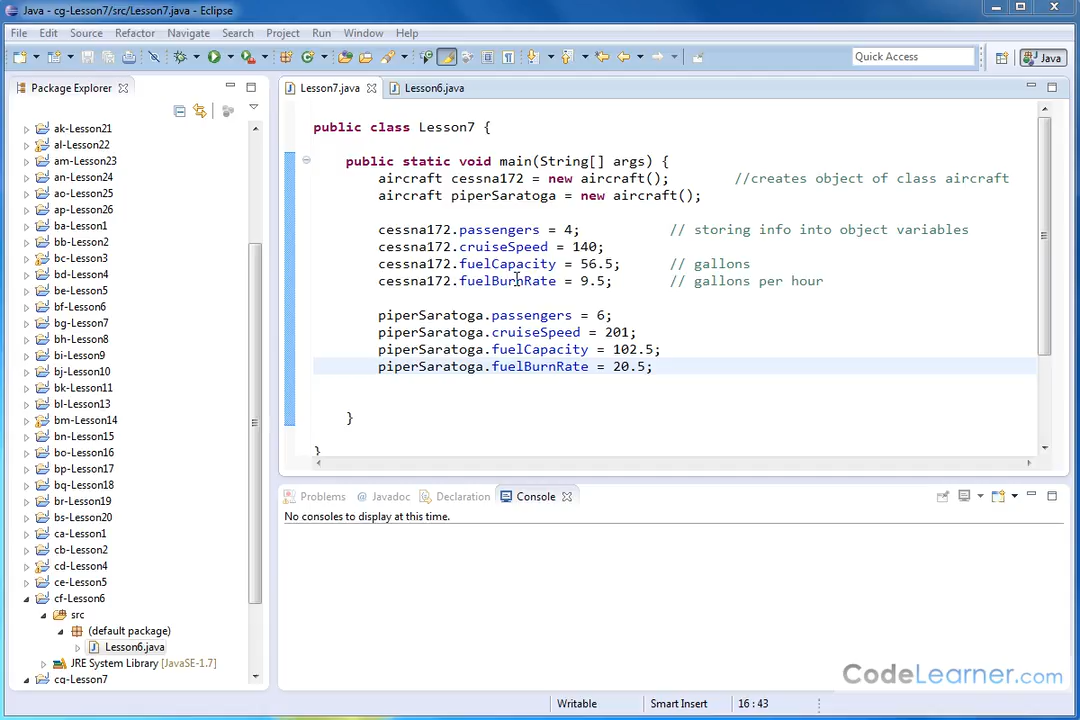 Java - cg-Lesson7/src/Lesson7.java - Eclipse
File Edit Source Refactor Navigate Search Project Run Window Help
Quick Access
Java
Package Explorer
ak-Lesson21
al-Lesson22
am-Lesson23
an-Lesson24
ao-Lesson25
ap-Lesson26
ba-Lesson1
bb-Lesson2
bc-Lesson3
bd-Lesson4
be-Lesson5
bf-Lesson6
bg-Lesson7
bh-Lesson8
bi-Lesson9
bj-Lesson10
bk-Lesson11
bl-Lesson13
bm-Lesson14
bn-Lesson15
bo-Lesson16
bp-Lesson17
bq-Lesson18
br-Lesson19
bs-Lesson20
ca-Lesson1
cb-Lesson2
cd-Lesson4
ce-Lesson5
cf-Lesson6
src
(default package)
Lesson6.java
JRE System Library [JavaSE-1.7]
cg-Lesson7
Lesson7.java
Lesson6.java
public class Lesson7 {
public static void main(String[] args) {
aircraft cessna172 = new aircraft(); //creates object of class aircraft
aircraft piperSaratoga = new aircraft();
cessna172.passengers = 4; // storing info into object variables
cessna172.cruiseSpeed = 140;
cessna172.fuelCapacity = 56.5; // gallons
cessna172.fuelBurnRate = 9.5; // gallons per hour
piperSaratoga.passengers = 6;
piperSaratoga.cruiseSpeed = 201;
piperSaratoga.fuelCapacity = 102.5;
piperSaratoga.fuelBurnRate = 20.5;
}
}
Problems @ Javadoc Declaration Console
No consoles to display at this time.
CodeLearner.com
Writable Smart Insert 16 : 43